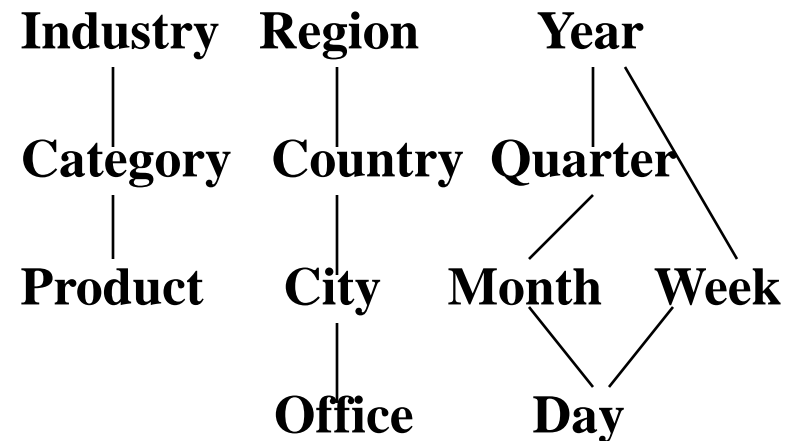 Industry Region Year
Category Country Quarter
Product City Month Week
Office Day